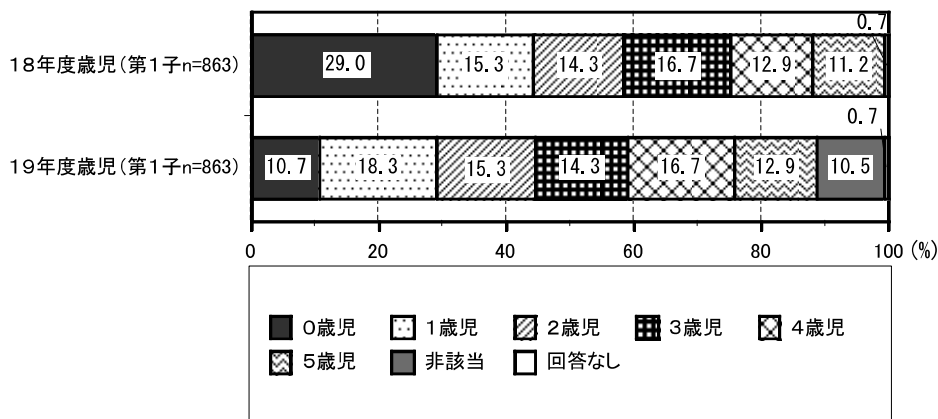 0.7
18年度歳児(第1子n=863)
29.0 15.3 14.3 16.7 12.9 11.2
0.7
19年度歳児(第1子n=863)
10.7 18.3 15.3 14.3 16.7 12.9 10.5
0 20 40 60 80 100 (%)
0歳児 1歳児 2歳児 3歳児 4歳児
5歳児 非該当 回答なし